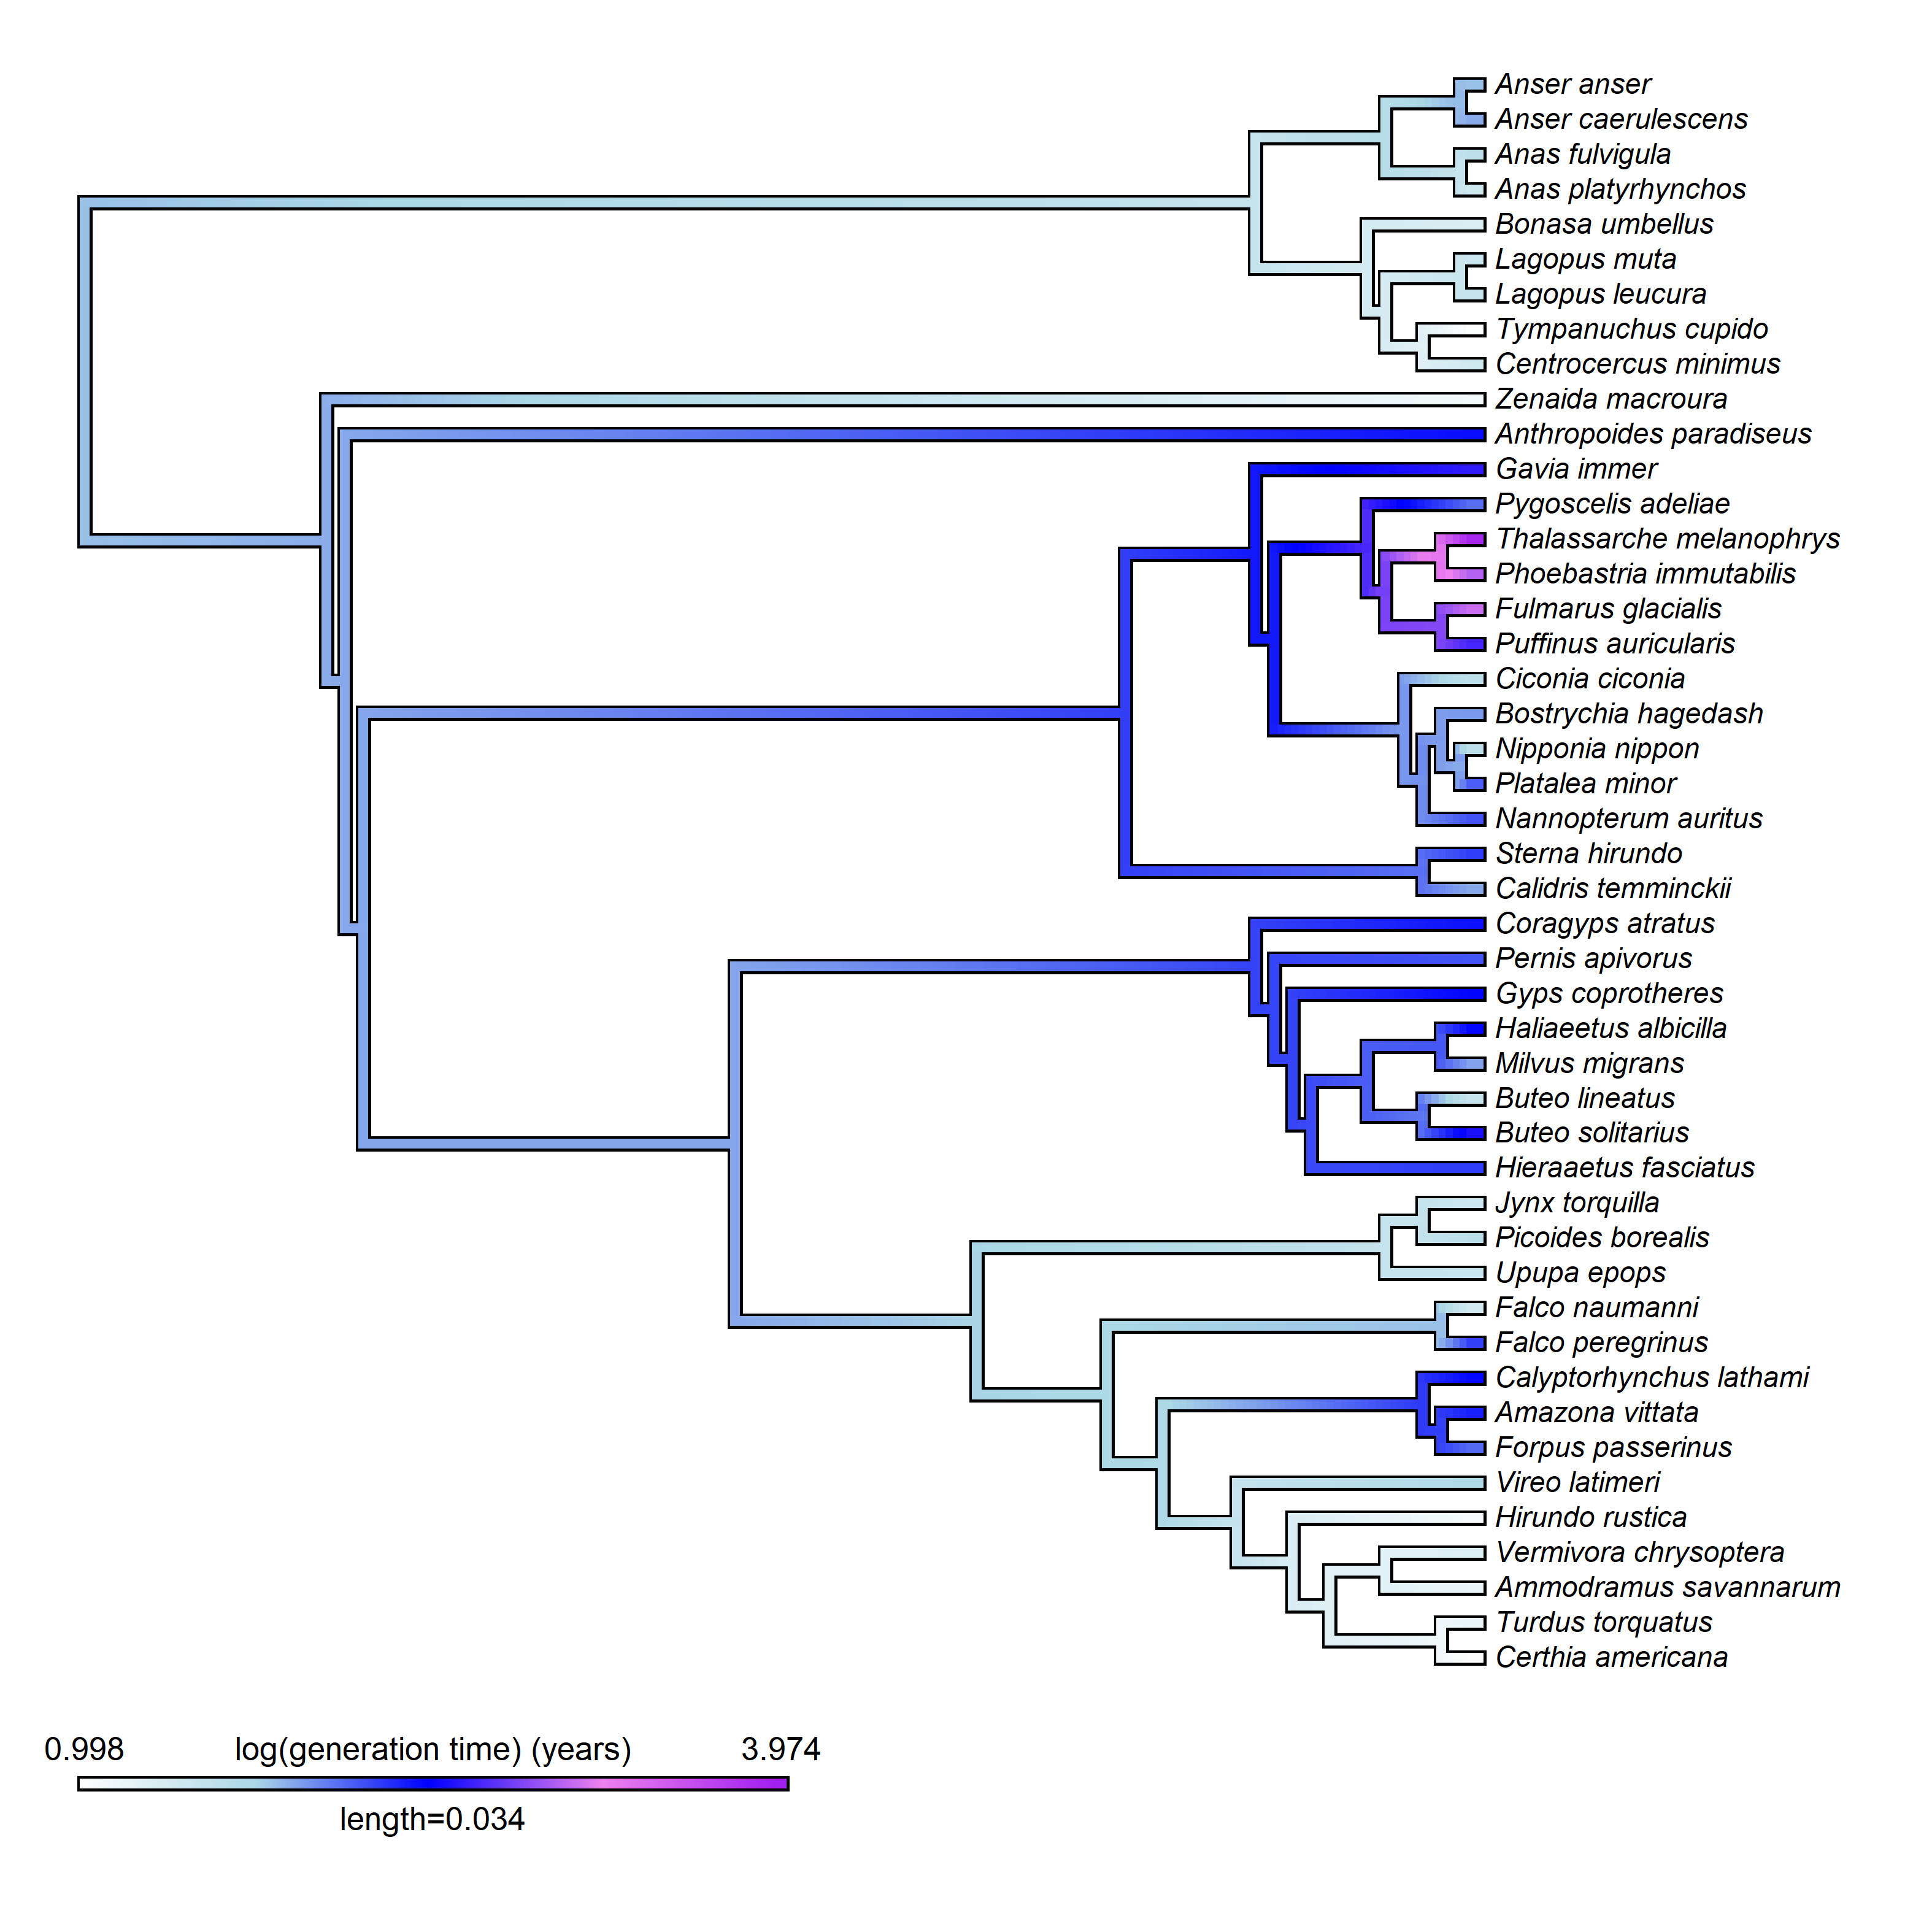 Anser anser
Anser caerulescens
Anas fulvigula
Anas platyrhynchos
Bonasa umbellus
Lagopus muta
Lagopus leucura
Tympanuchus cupido
Centrocercus minimus
Zenaida macroura
Anthropoides paradiseus
Gavia immer
Pygoscelis adeliae
Thalassarche melanophrys
Phoebastria immutabilis
Fulmarus glacialis
Puffinus auricularis
Ciconia ciconia
Bostrychia hagedash
Nipponia nippon
Platalea minor
Nannopterum auritus
Sterna hirundo
Calidris temminckii
Coragyps atratus
Pernis apivorus
Gyps coprotheres
Haliaeetus albicilla
Milvus migrans
Buteo lineatus
Buteo solitarius
Hieraaetus fasciatus
Jynx torquilla
Picoides borealis
Upupa epops
Falco naumanni
Falco peregrinus
Calyptorhynchus lathami
Amazona vittata
Forpus passerinus
Vireo latimeri
Hirundo rustica
Vermivora chrysoptera
Ammodramus savannarum
Turdus torquatus
Certhia americana
0.998 log(generation time) (years) 3.974
length=0.034